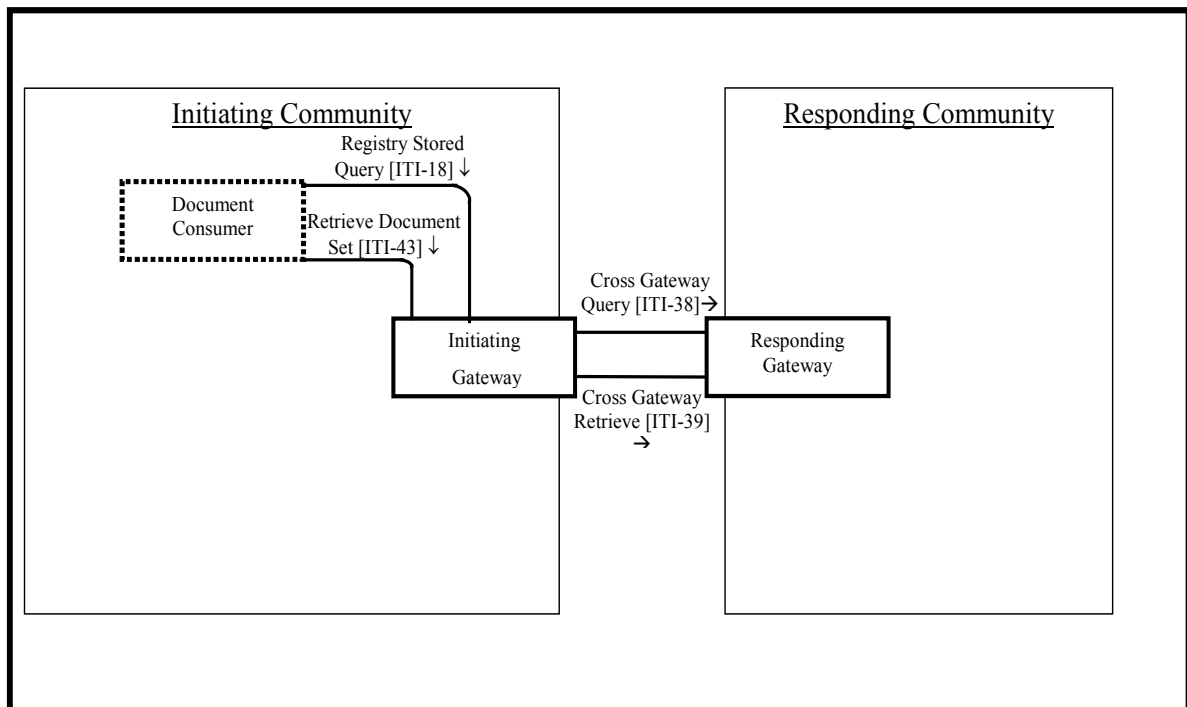 Initiating Community
Responding Community
Registry Stored
Query [ITI-18] ↓
Document
Consumer
Retrieve Document
Set [ITI-43] ↓
Cross Gateway
Query [ITI-38]→
Initiating
Gateway
Responding
Gateway
Cross Gateway
Retrieve [ITI-39]
→